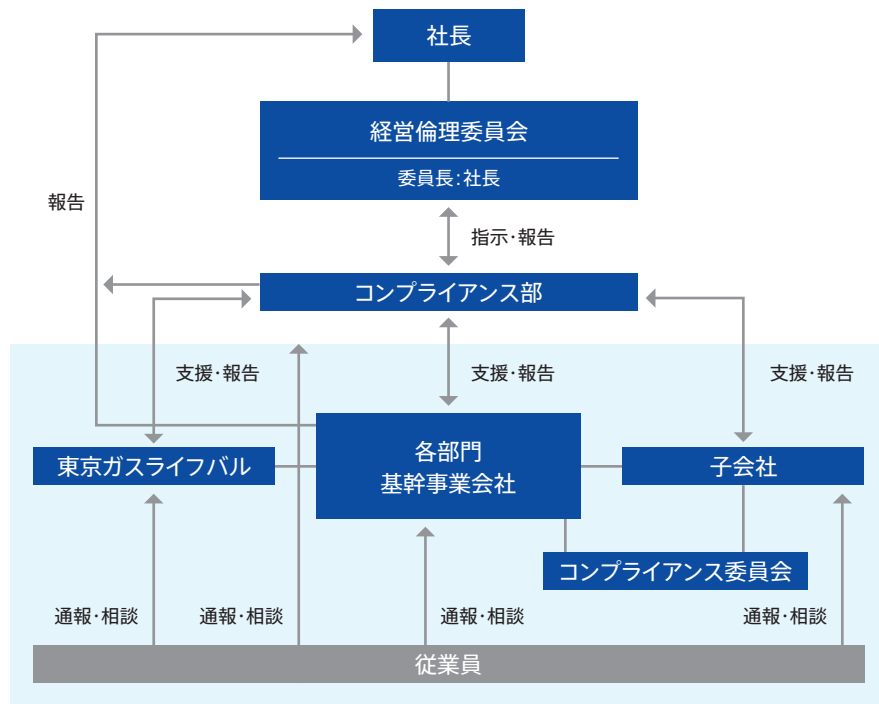 社長
経営倫理委員会
委員長:社長
報告
指示・報告
コンプライアンス部
支援・報告
支援・報告
支援・報告
東京ガスライフバル
各部門
基幹事業会社
子会社
コンプライアンス委員会
通報・相談
通報・相談
通報・相談
通報・相談
従業員